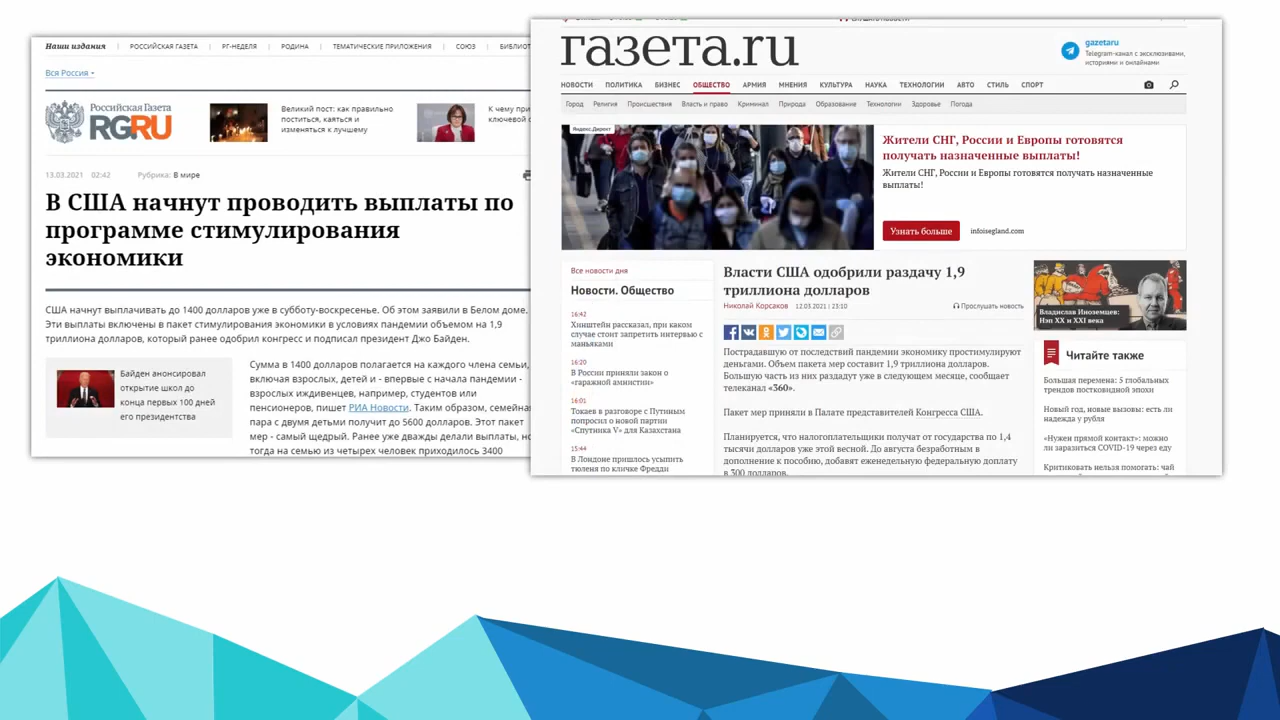 Наши издания
РОССИЙСКАЯ ГАЗЕТА
РГ-НЕДЕЛЯ
РОДИНА
ТЕМАТИЧЕСКИЕ ПРИЛОЖЕНИЯ
СОЮЗ
Вся Россия
Российская Газета
RGRU
Великий пост: как правильно
поститься, каяться и
изменяться к лучшему
К чему
ключевой
13.03.2021 02:42 Рубрика: В мире
В США начнут проводить выплаты по
программе стимулирования
экономики
США начнут выплачивать до 1400 долларов уже в субботу-воскресенье. Об этом заявили в Белом доме.
Эти выплаты включены в пакет стимулирования экономики в условиях пандемии объемом на 1,9
триллиона долларов, который ранее одобрил конгресс и подписал президент Джо Байден.
Байден анонсировал
открытие школ до
конца первых 100 дней
его президентства
Сумма в 1400 долларов полагается на каждого члена семьи,
включая взрослых, детей и - впервые с начала пандемии -
взрослых иждивенцев, например, студентов или
пенсионеров, пишет РИА Новости. Таким образом, семейная
пара с двумя детьми получит до 5600 долларов. Этот пакет
мер - самый щедрый. Ранее уже дважды делали выплаты,
тогда на семью из четырех человек приходилось 3400
газета.ru
gazetaru
Telegram-канал с эксклюзивами,
историями и онлайнами
НОВОСТИ ПОЛИТИКА БИЗНЕС ОБЩЕСТВО АРМИЯ МНЕНИЯ КУЛЬТУРА НАУКА ТЕХНОЛОГИИ АВТО СТИЛЬ СПОРТ
Город Религия Происшествия Власть и право Криминал Природа Образование Технологии Здоровье Погода
Яндекс.Директ
Жители СНГ, России и Европы готовятся
получать назначенные выплаты!
Жители СНГ, России и Европы готовятся получать назначенные
выплаты!
Узнать больше
infoisegland.com
Все новости дня
Новости. Общество
16:42
Хинштейн рассказал, при каком
случае стоит запретить интервью с
маньяками
16:20
В России приняли закон о
«гаражной амнистии»
16:01
Токаев в разговоре с Путиным
попросил о новой партии
«Спутника V» для Казахстана
15:44
В Лондоне пришлось усыпить
тюленя по кличке Фредди
Власти США одобрили раздачу 1,9
триллиона долларов
Николай Корсаков 12.03.2021 | 23:10
Прослушать новость
Пострадавшую от последствий пандемии экономику простимулируют
деньгами. Объем пакета мер составит 1,9 триллиона долларов.
Большую часть из них раздадут уже в следующем месяце, сообщает
телеканал «360».
Пакет мер приняли в Палате представителей Конгресса США.
Планируется, что налогоплательщики получат от государства по 1,4
тысячи долларов уже этой весной. До августа безработным в
дополнение к пособию, добавят еженедельную федеральную доплату
в 300 долларов.
Владислав Иноземцев:
Нэп XX и XXI века
Читайте также
Большая перемена: 5 глобальных
трендов постковидной эпохи
Новый год, новые вызовы: есть ли
надежда у рубля
«Нужен прямой контакт»: можно
ли заразиться COVID-19 через еду
Критиковать нельзя помогать: чай